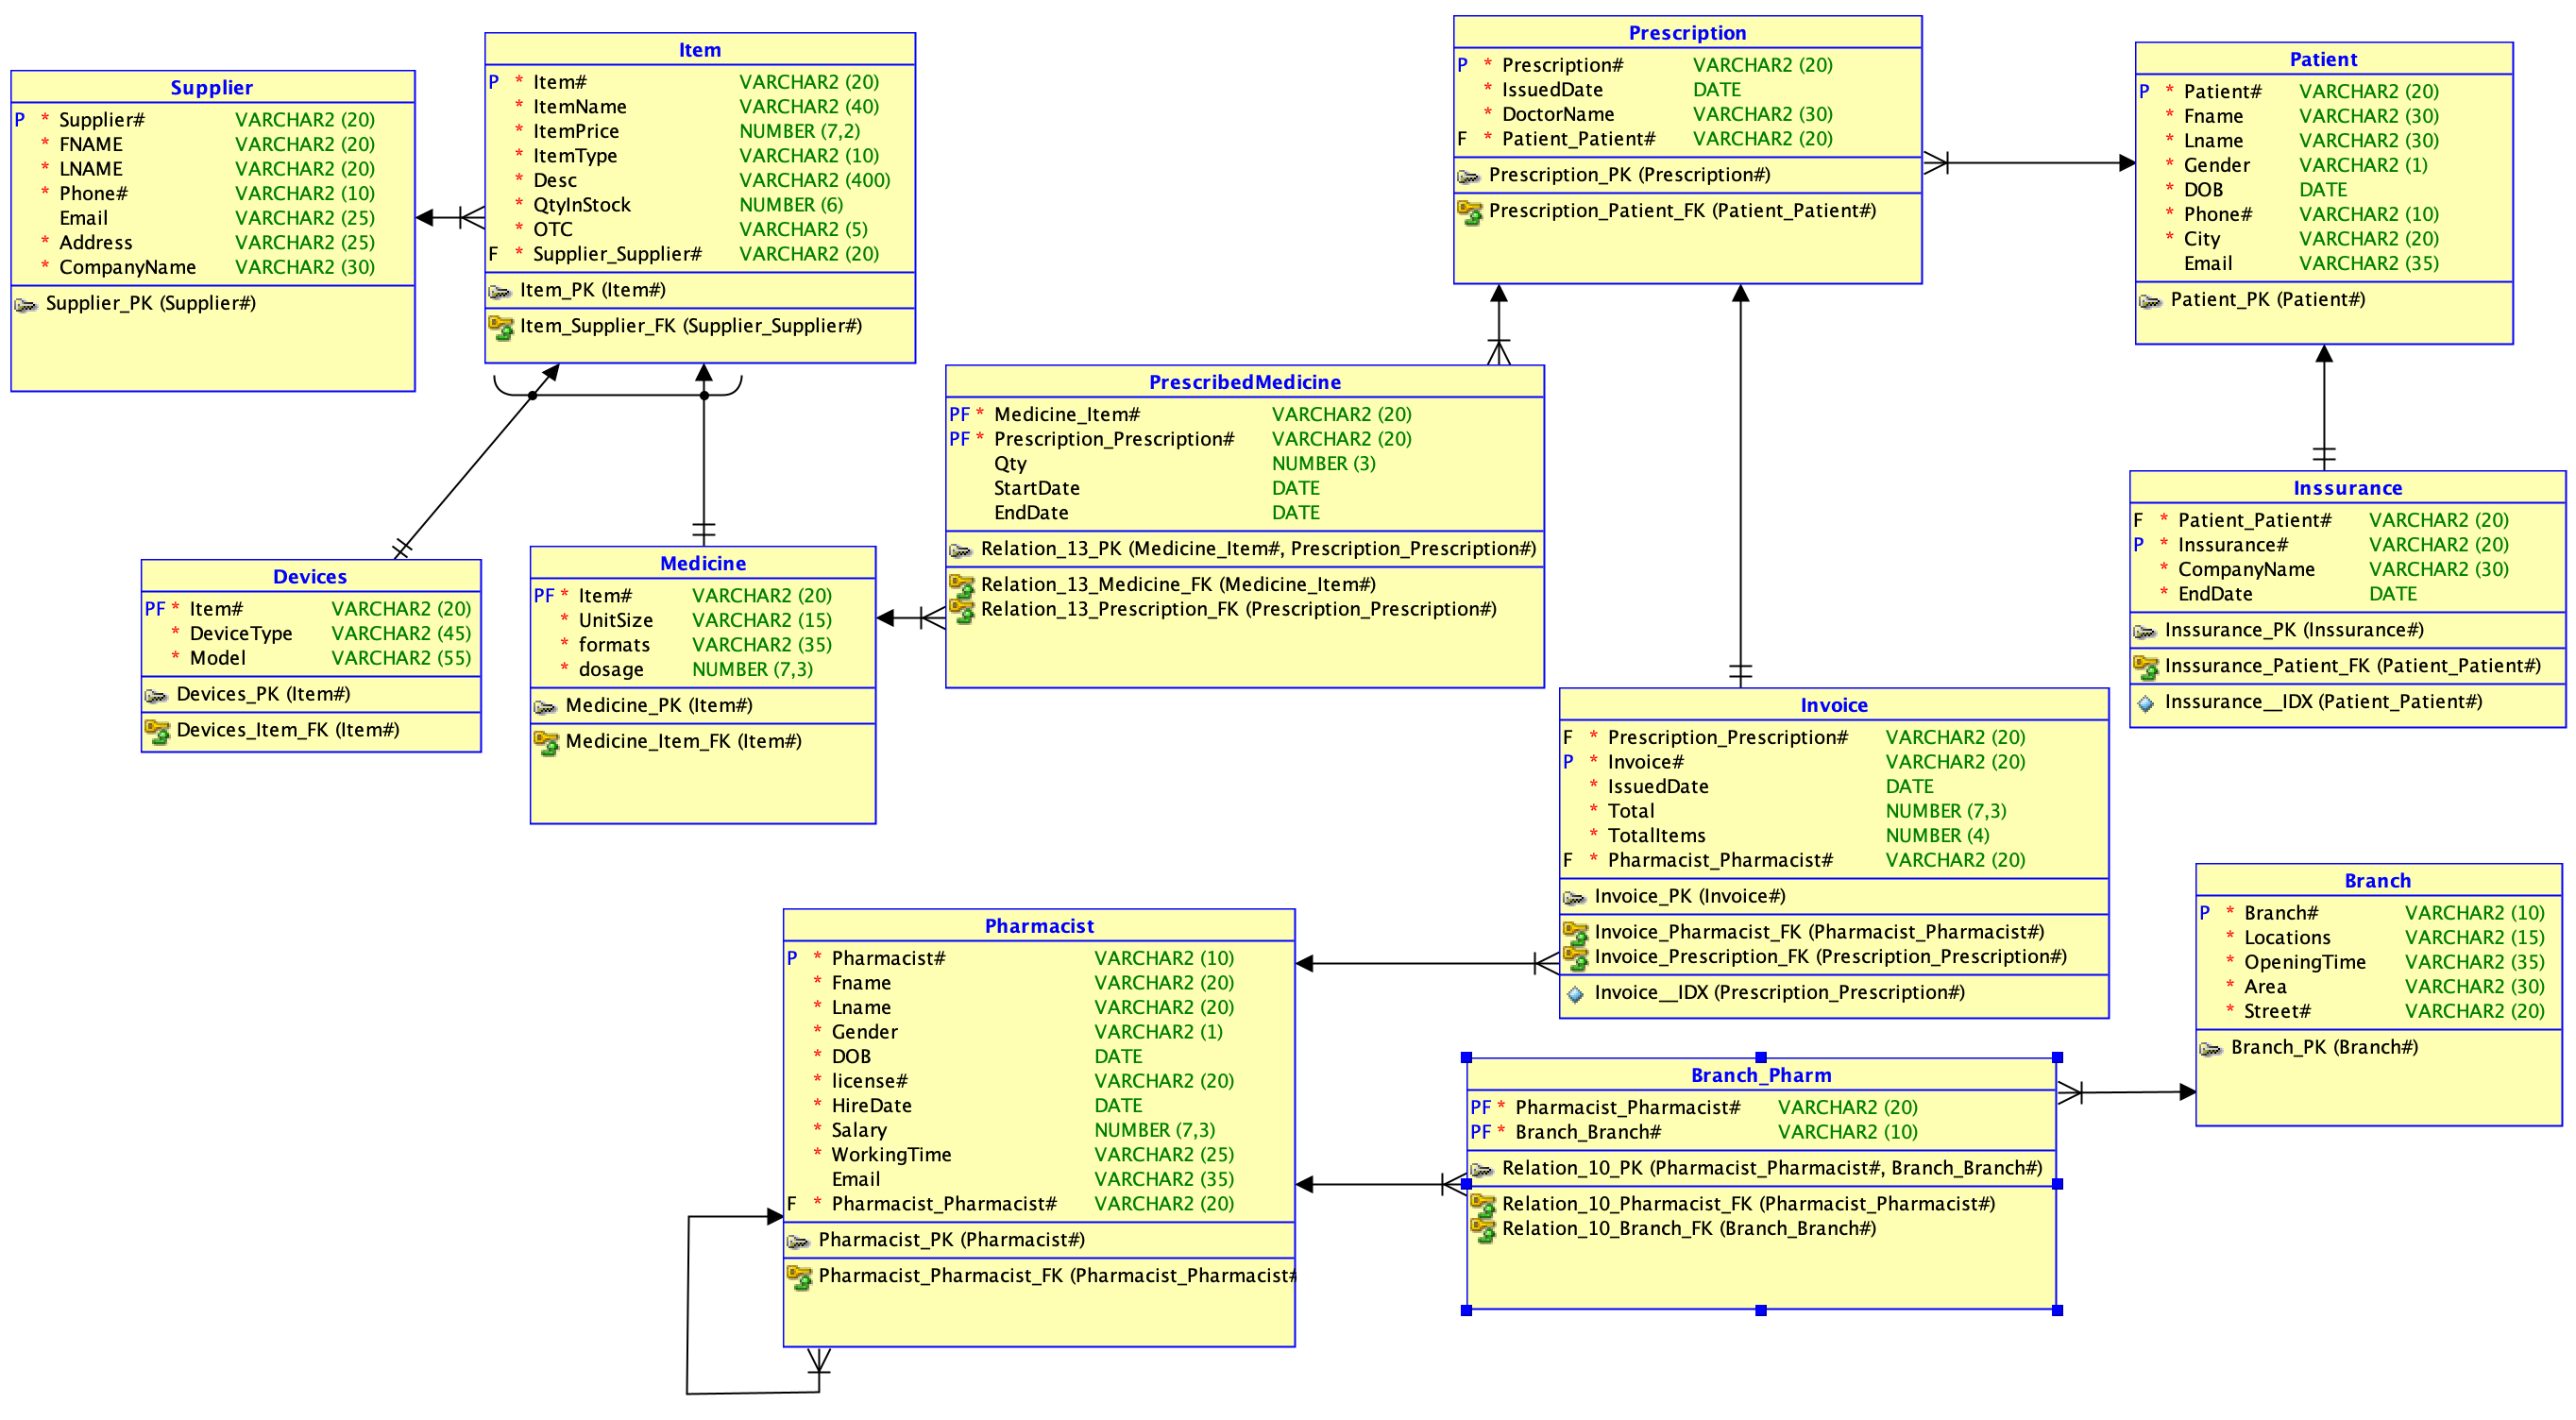 Supplier
P * Supplier# VARCHAR2 (20)
* FNAME VARCHAR2 (20)
* LNAME VARCHAR2 (20)
* Phone# VARCHAR2 (10)
Email VARCHAR2 (25)
* Address VARCHAR2 (25)
* CompanyName VARCHAR2 (30)
Supplier_PK (Supplier#)
Item
P * Item# VARCHAR2 (20)
* ItemName VARCHAR2 (40)
* ItemPrice NUMBER (7,2)
* ItemType VARCHAR2 (10)
* Desc VARCHAR2 (400)
* QtyInStock NUMBER (6)
* OTC VARCHAR2 (5)
F * Supplier_Supplier# VARCHAR2 (20)
Item_PK (Item#)
Item_Supplier_FK (Supplier_Supplier#)
Prescription
P * Prescription# VARCHAR2 (20)
* IssuedDate DATE
* DoctorName VARCHAR2 (30)
F * Patient_Patient# VARCHAR2 (20)
Prescription_PK (Prescription#)
Prescription_Patient_FK (Patient_Patient#)
Patient
P * Patient# VARCHAR2 (20)
* Fname VARCHAR2 (30)
* Lname VARCHAR2 (30)
* Gender VARCHAR2 (1)
* DOB DATE
* Phone# VARCHAR2 (10)
* City VARCHAR2 (20)
Email VARCHAR2 (35)
Patient_PK (Patient#)
PrescribedMedicine
PF * Medicine_Item# VARCHAR2 (20)
PF * Prescription_Prescription# VARCHAR2 (20)
Qty NUMBER (3)
StartDate DATE
EndDate DATE
Relation_13_PK (Medicine_Item#, Prescription_Prescription#)
Relation_13_Medicine_FK (Medicine_Item#)
Relation_13_Prescription_FK (Prescription_Prescription#)
Inssurance
F * Patient_Patient# VARCHAR2 (20)
P * Inssurance# VARCHAR2 (20)
* CompanyName VARCHAR2 (30)
* EndDate DATE
Inssurance_PK (Inssurance#)
Inssurance_Patient_FK (Patient_Patient#)
Inssurance__IDX (Patient_Patient#)
Devices
PF * Item# VARCHAR2 (20)
* DeviceType VARCHAR2 (45)
* Model VARCHAR2 (55)
Devices_PK (Item#)
Devices_Item_FK (Item#)
Medicine
PF * Item# VARCHAR2 (20)
* UnitSize VARCHAR2 (15)
* formats VARCHAR2 (35)
* dosage NUMBER (7,3)
Medicine_PK (Item#)
Medicine_Item_FK (Item#)
Invoice
F * Prescription_Prescription# VARCHAR2 (20)
P * Invoice# VARCHAR2 (20)
* IssuedDate DATE
* Total NUMBER (7,3)
* TotalItems NUMBER (4)
F * Pharmacist_Pharmacist# VARCHAR2 (20)
Invoice_PK (Invoice#)
Invoice_Pharmacist_FK (Pharmacist_Pharmacist#)
Invoice_Prescription_FK (Prescription_Prescription#)
Invoice__IDX (Prescription_Prescription#)
Branch
P * Branch# VARCHAR2 (10)
* Locations VARCHAR2 (15)
* OpeningTime VARCHAR2 (35)
* Area VARCHAR2 (30)
* Street# VARCHAR2 (20)
Branch_PK (Branch#)
Pharmacist
P * Pharmacist# VARCHAR2 (10)
* Fname VARCHAR2 (20)
* Lname VARCHAR2 (20)
* Gender VARCHAR2 (1)
* DOB DATE
* license# VARCHAR2 (20)
* HireDate DATE
* Salary NUMBER (7,3)
* WorkingTime VARCHAR2 (25)
Email VARCHAR2 (35)
F * Pharmacist_Pharmacist# VARCHAR2 (20)
Pharmacist_PK (Pharmacist#)
Pharmacist_Pharmacist_FK (Pharmacist_Pharmacist#
Branch_Pharm
PF * Pharmacist_Pharmacist# VARCHAR2 (20)
PF * Branch_Branch# VARCHAR2 (10)
Relation_10_PK (Pharmacist_Pharmacist#, Branch_Branch#)
Relation_10_Pharmacist_FK (Pharmacist_Pharmacist#)
Relation_10_Branch_FK (Branch_Branch#)